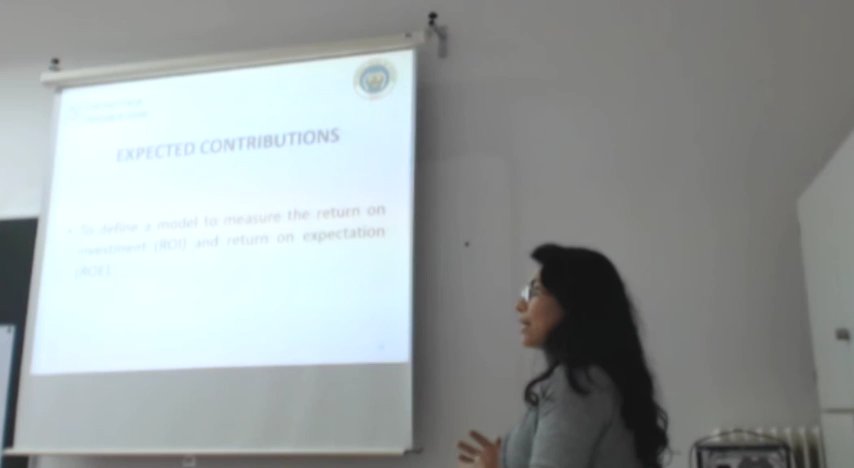 EXPECTED CONTRIBUTIONS
• To define a model to measure the return on
investment (ROI) and return on expectation
(ROE)